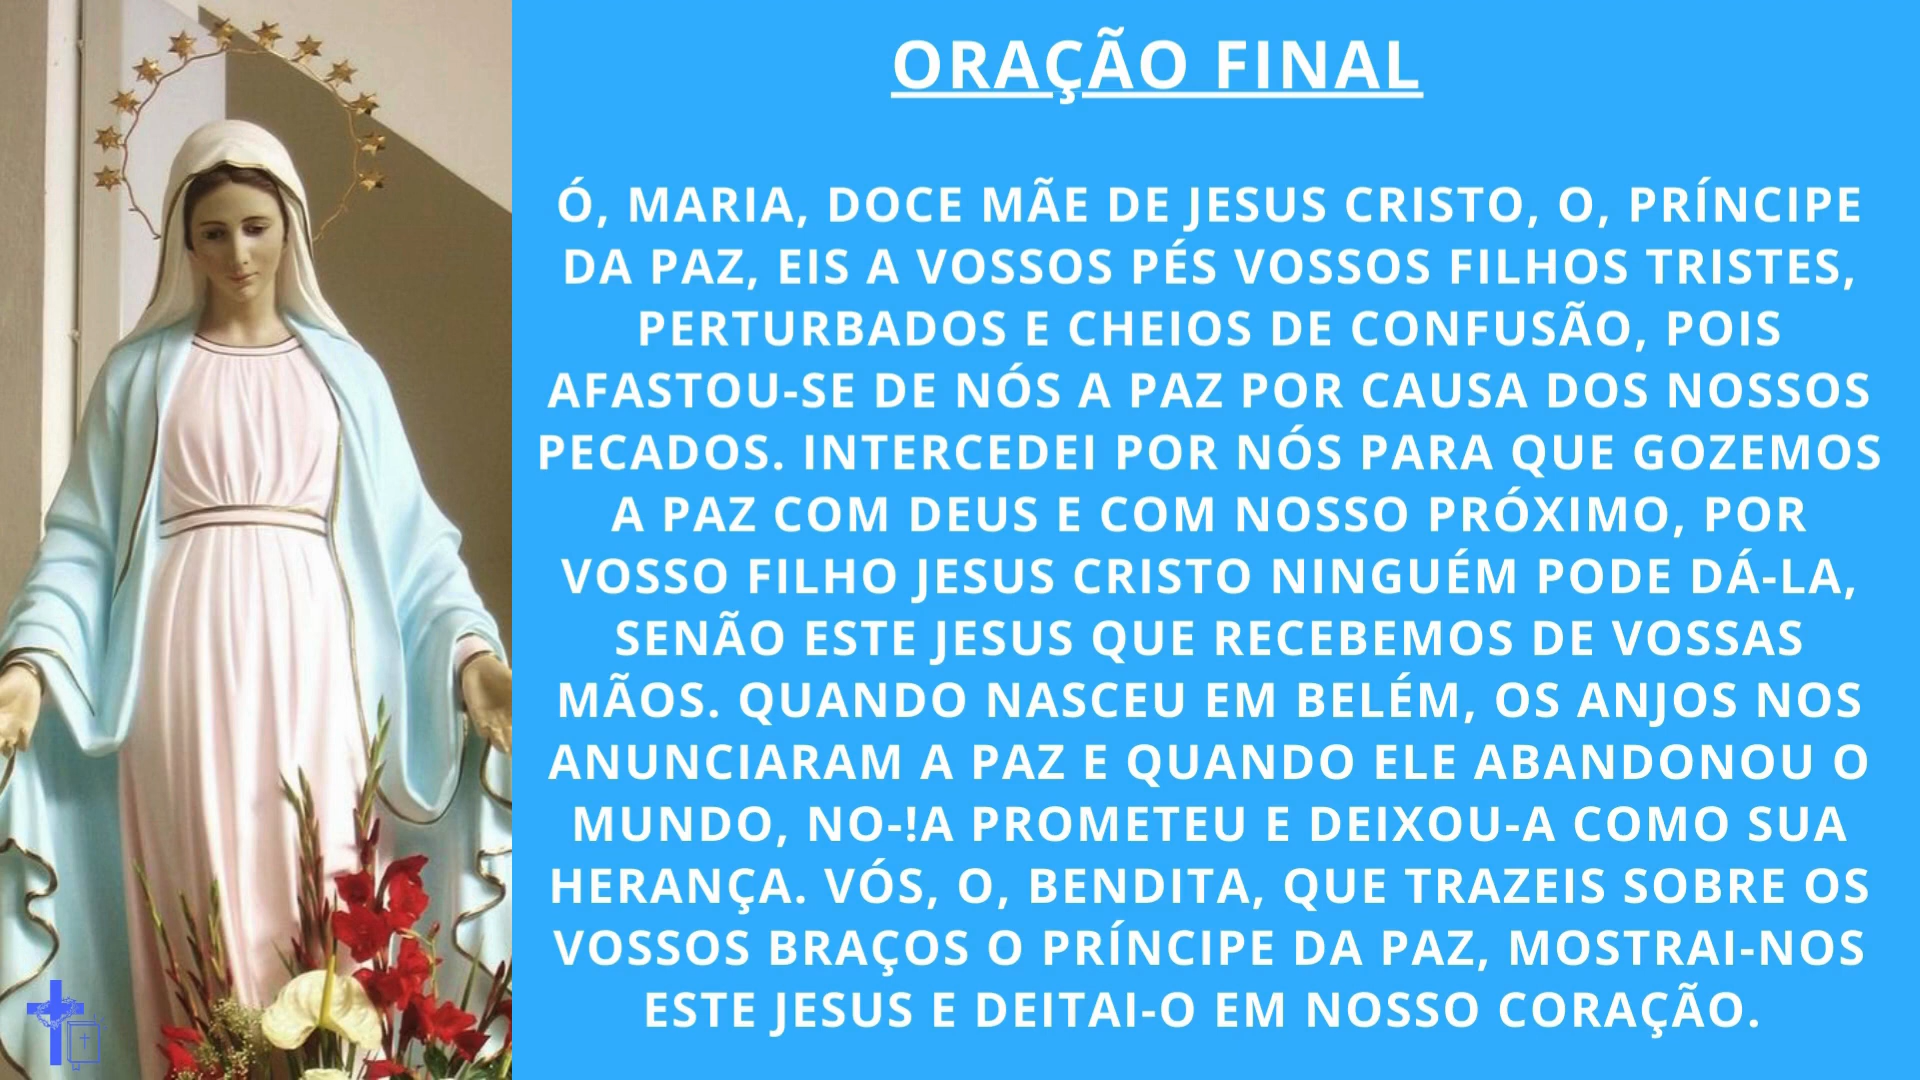 ORAÇÃO FINAL
Ó, MARIA, DOCE MÃE DE JESUS CRISTO, O, PRÍNCIPE
DA PAZ, EIS A VOSSOS PÉS VOSSOS FILHOS TRISTES,
PERTURBADOS E CHEIOS DE CONFUSÃO, POIS
AFASTOU-SE DE NÓS A PAZ POR CAUSA DOS NOSSOS
PECADOS. INTERCEDEI POR NÓS PARA QUE GOZEMOS
A PAZ COM DEUS E COM NOSSO PRÓXIMO, POR
VOSSO FILHO JESUS CRISTO NINGUÉM PODE DÁ-LA,
SENÃO ESTE JESUS QUE RECEBEMOS DE VOSSAS
MÃOS. QUANDO NASCEU EM BELÉM, OS ANJOS NOS
ANUNCIARAM A PAZ E QUANDO ELE ABANDONOU O
MUNDO, NO-!A PROMETEU E DEIXOU-A COMO SUA
HERANÇA. VÓS, O, BENDITA, QUE TRAZEIS SOBRE OS
VOSSOS BRAÇOS O PRÍNCIPE DA PAZ, MOSTRAI-NOS
ESTE JESUS E DEITAI-O EM NOSSO CORAÇÃO.